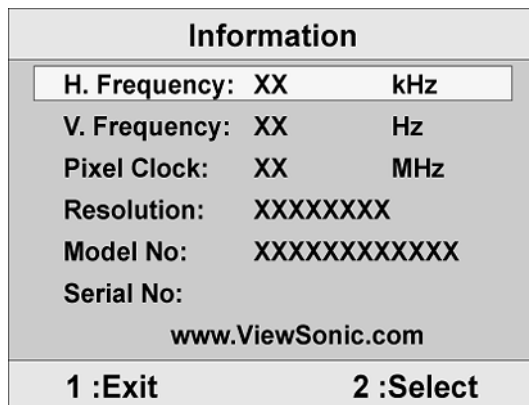 Information
H. Frequency: XX kHz
V. Frequency: XX Hz
Pixel Clock: XX MHz
Resolution: XXXXXXXX
Model No: XXXXXXXXXXXX
Serial No:
www.ViewSonic.com
1 :Exit 2 :Select